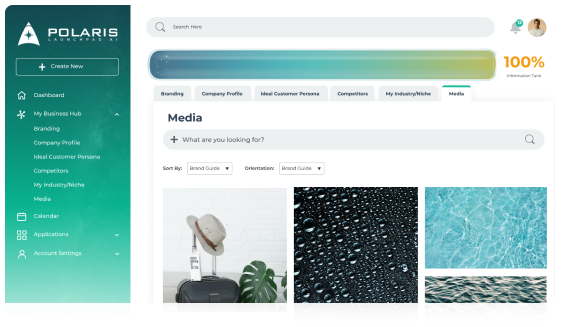 POLARIS
LAUNCHPAD AI
+ Create New
Dashboard
My Business Hub
Branding
Company Profile
Ideal Customer Persona
Competitors
My Industry/Niche
Media
Calendar
Applications
Account Settings
Search Here
100%
Information Tank
Branding
Company Profile
Ideal Customer Persona
Competitors
My Industry/Niche
Media
Media
+ What are you looking for?
Sort By: Brand Guide ▼ Orientation: Brand Guide ▼